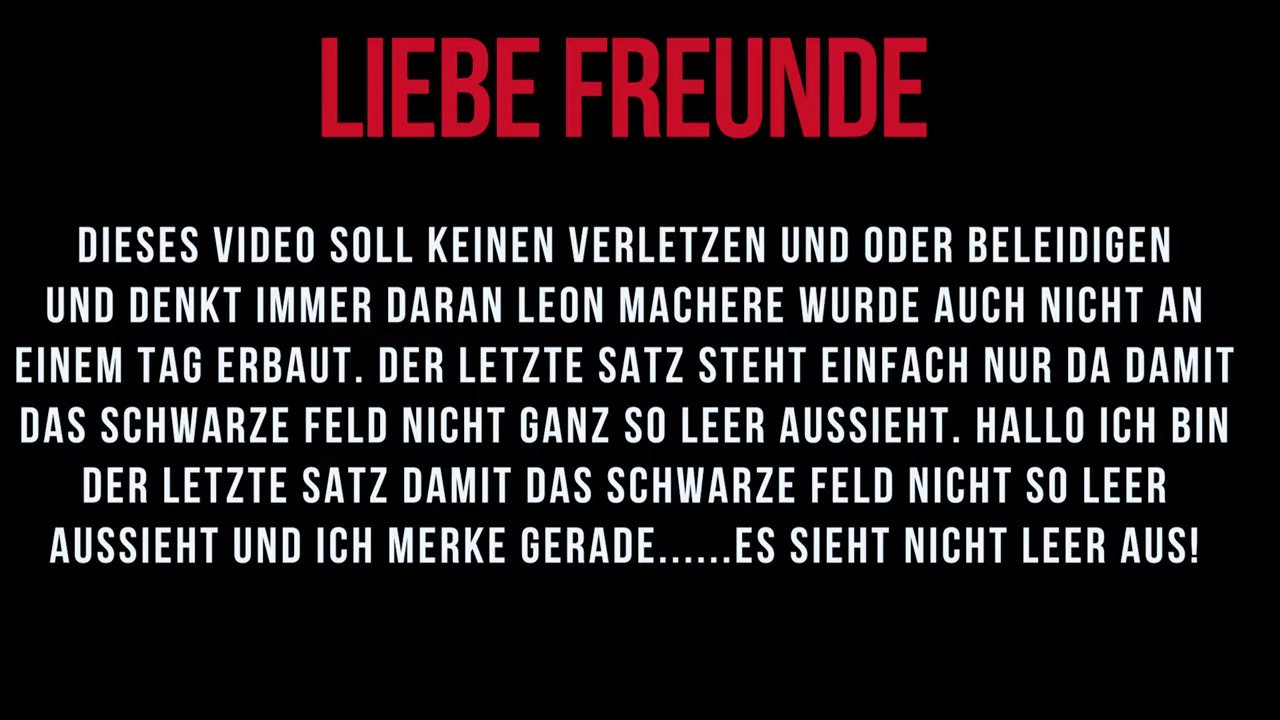 LIEBE FREUNDE
DIESES VIDEO SOLL KEINEN VERLETZEN UND ODER BELEIDIGEN
UND DENKT IMMER DARAN LEON MACHERE WURDE AUCH NICHT AN
EINEM TAG ERBAUT. DER LETZTE SATZ STEHT EINFACH NUR DA DAMIT
DAS SCHWARZE FELD NICHT GANZ SO LEER AUSSIEHT. HALLO ICH BIN
DER LETZTE SATZ DAMIT DAS SCHWARZE FELD NICHT SO LEER
AUSSIEHT UND ICH MERKE GERADE......ES SIEHT NICHT LEER AUS!